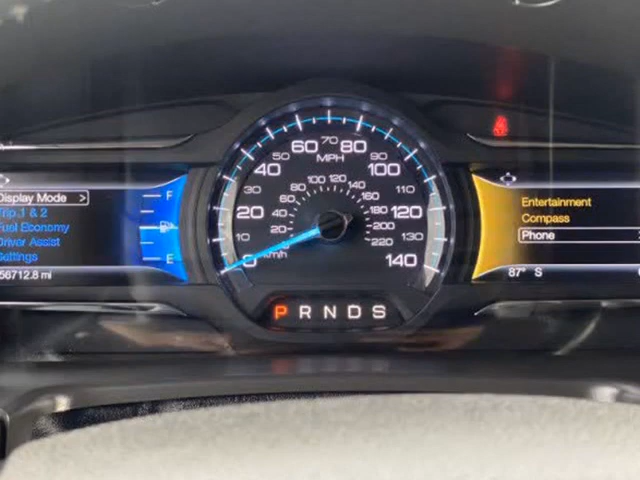 Display Mode >
Trip 1 & 2
Fuel Economy
Driver Assist
Settings
56712.8 mi
F
E
0 10 20 30 40 50 60 70 80 90 100 110 120 130 140
MPH
0 20 40 60 80 100 120 140 160 180 200 220
km/h
P R N D S
Entertainment
Compass
Phone
87° S